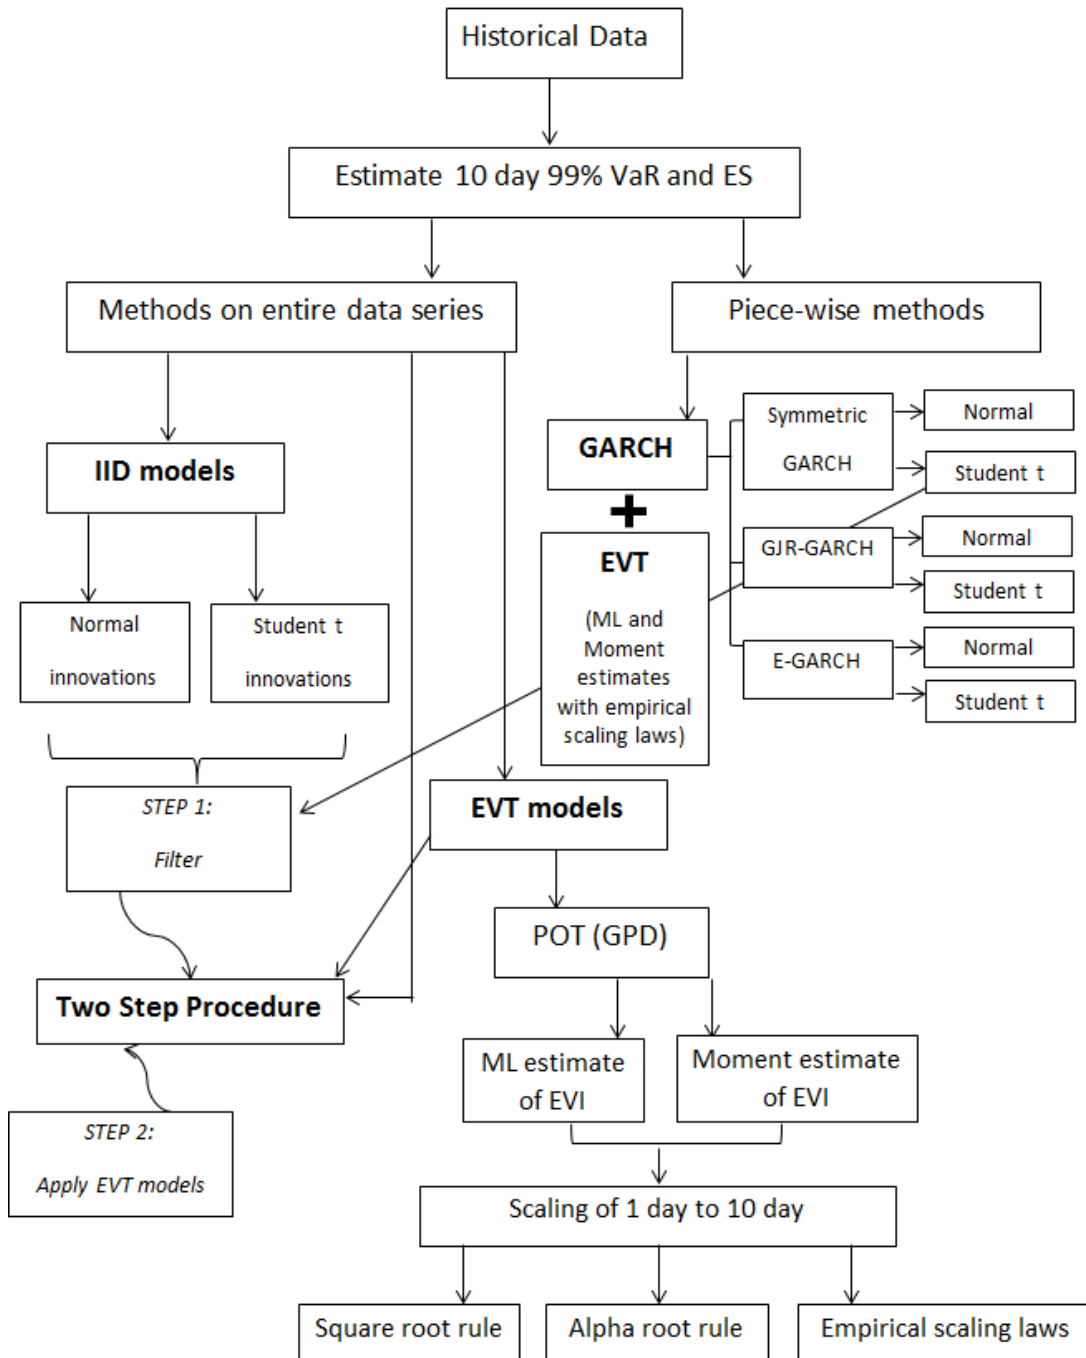 Historical Data
Estimate 10 day 99% VaR and ES
Methods on entire data series
Piece-wise methods
IID models
Normal
innovations
Student t
innovations
GARCH
+
EVT
(ML and
Moment
estimates
with empirical
scaling laws)
Symmetric
GARCH
Normal
Student t
GJR-GARCH
Normal
Student t
E-GARCH
Normal
Student t
STEP 1:
Filter
EVT models
POT (GPD)
Two Step Procedure
ML estimate
of EVI
Moment estimate
of EVI
STEP 2:
Apply EVT models
Scaling of 1 day to 10 day
Square root rule
Alpha root rule
Empirical scaling laws